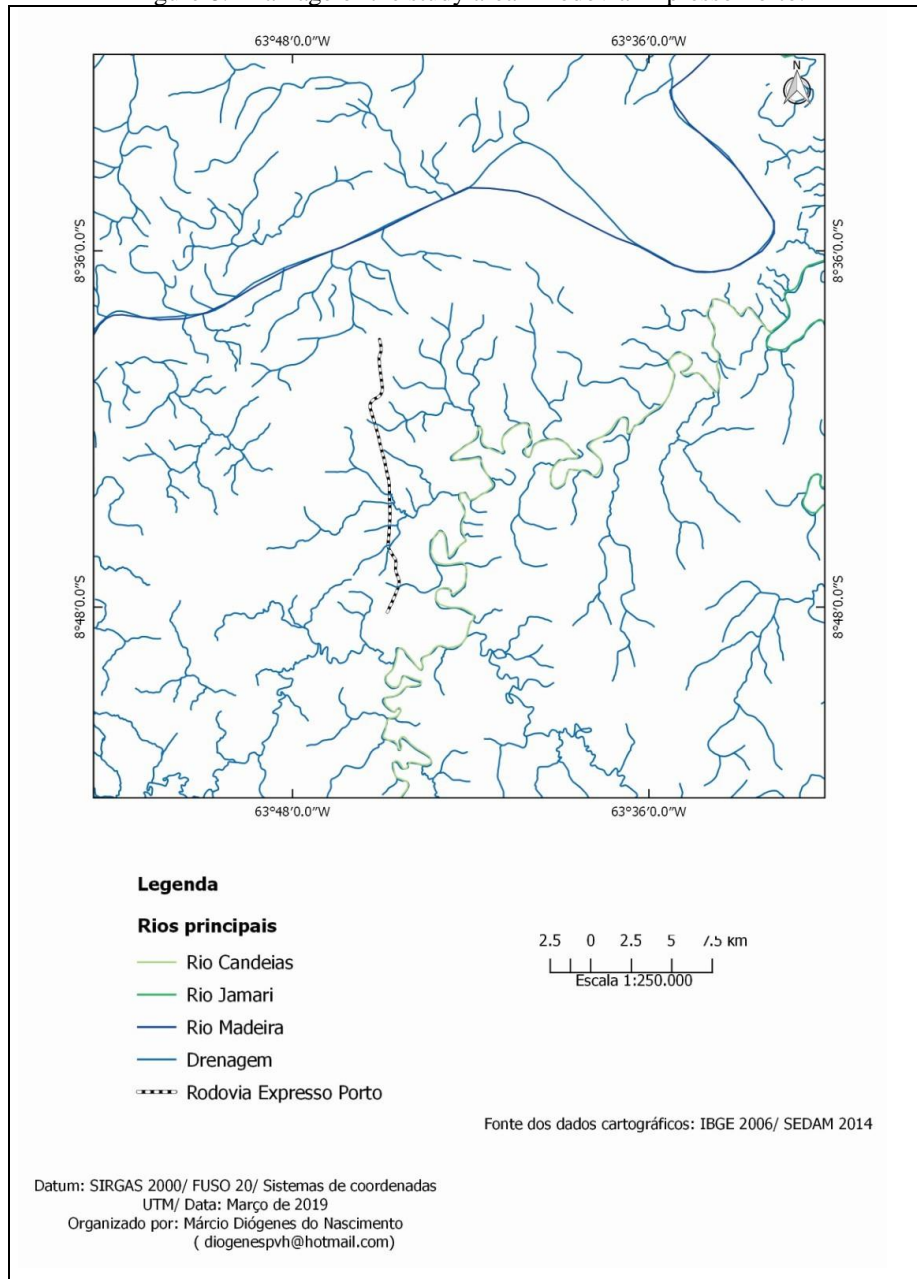 63°48'0.0"W 63°36'0.0"W
N
8°36'0.0"S 8°36'0.0"S
8°48'0.0"S 8°48'0.0"S
63°48'0.0"W 63°36'0.0"W
Legenda
Rios principais
Rio Candeias
Rio Jamari
Rio Madeira
Drenagem
Rodovia Expresso Porto
2.5 0 2.5 5 7.5 km
Escala 1:250.000
Fonte dos dados cartográficos: IBGE 2006/ SEDAM 2014
Datum: SIRGAS 2000/ FUSO 20/ Sistemas de coordenadas
UTM/ Data: Março de 2019
Organizado por: Márcio Diógenes do Nascimento
( diogenespvh@hotmail.com)